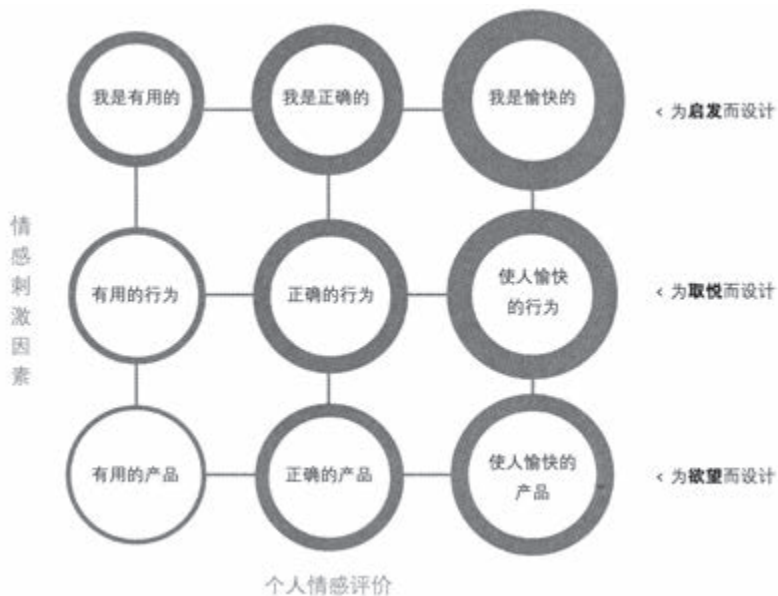 我是有用的
我是正确的
我是愉快的
< 为启发而设计
情
感
刺
激
因
素
有用的行为
正确的行为
使人愉快
的行为
< 为取悦而设计
有用的产品
正确的产品
使人愉快的
产品
< 为欲望而设计
个人情感评价